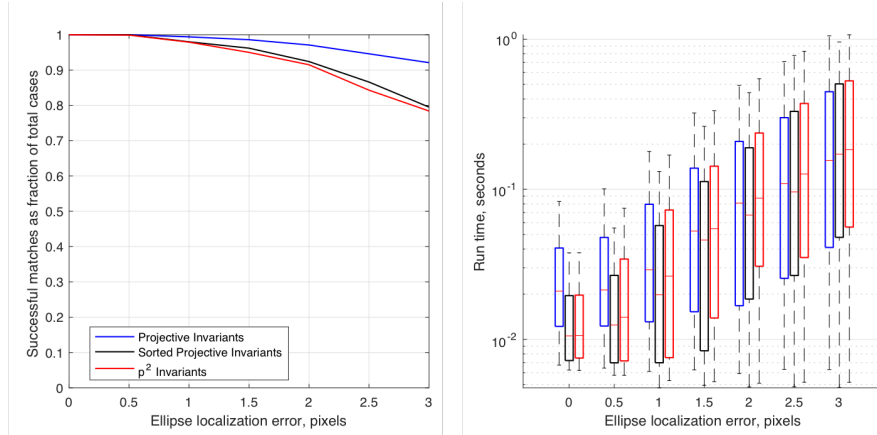 1
0.9
0.8
0.7
0.6
0.5
0.4
0.3
0.2
0.1
0
Successful matches as fraction of total cases
Projective Invariants
Sorted Projective Invariants
p² Invariants
0 0.5 1 1.5 2 2.5 3
Ellipse localization error, pixels
10⁰
10⁻¹
10⁻²
Run time, seconds
0 0.5 1 1.5 2 2.5 3
Ellipse localization error, pixels